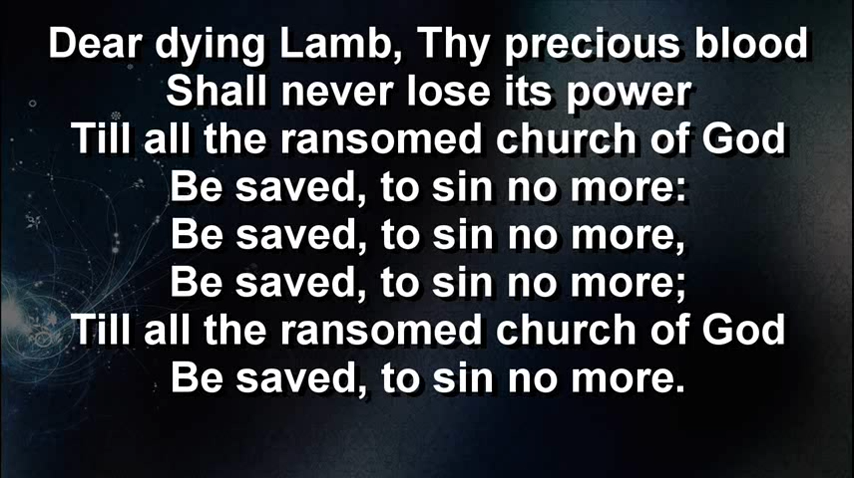 Dear dying Lamb, Thy precious blood
Shall never lose its power
Till all the ransomed church of God
Be saved, to sin no more:
Be saved, to sin no more,
Be saved, to sin no more;
Till all the ransomed church of God
Be saved, to sin no more.